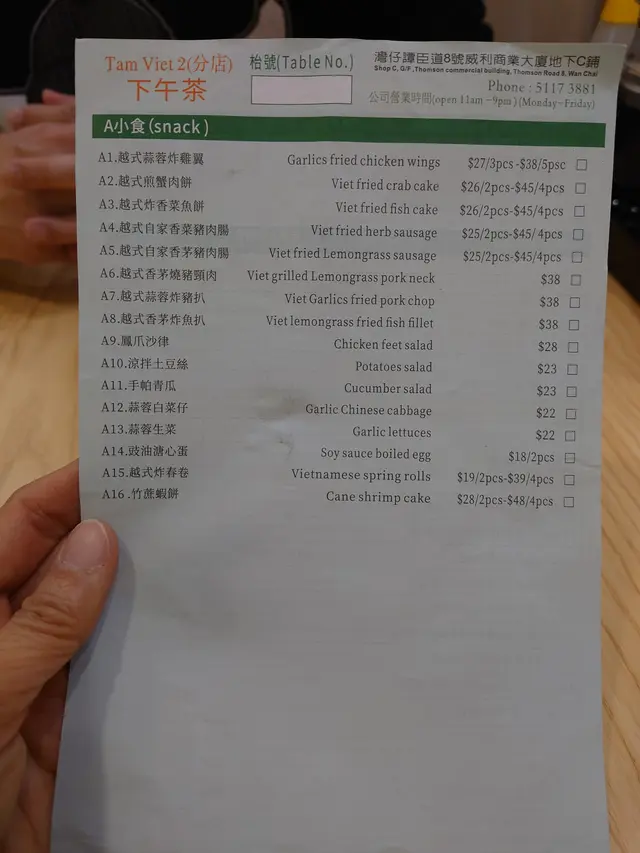 Tam Viet 2(分店)
下午茶
枱號(Table No.)
灣仔譚臣道8號威利商業大廈地下C鋪
Shop C, G/F ,Thomson commercial building, Thomson Road 8, Wan Chai
Phone : 5117 3881
公司營業時間(open 11am ~9pm ) (Monday~Friday)
A小食(snack)
A1.越式蒜蓉炸雞翼 Garlics fried chicken wings $27/3pcs -$38/5psc
A2.越式煎蟹肉餅 Viet fried crab cake $26/2pcs-$45/4pcs
A3.越式炸香菜魚餅 Viet fried fish cake $26/2pcs-$45/4pcs
A4.越式自家香菜豬肉腸 Viet fried herb sausage $25/2pcs-$45/4pcs
A5.越式自家香茅豬肉腸 Viet fried Lemongrass sausage $25/2pcs-$45/4pcs
A6.越式香茅燒豬頸肉 Viet grilled Lemongrass pork neck $38
A7.越式蒜蓉炸豬扒 Viet Garlics fried pork chop $38
A8.越式香茅炸魚扒 Viet lemongrass fried fish fillet $38
A9.鳳爪沙律 Chicken feet salad $28
A10.涼拌土豆絲 Potatoes salad $23
A11.手帕青瓜 Cucumber salad $23
A12.蒜蓉白菜仔 Garlic Chinese cabbage $22
A13.蒜蓉生菜 Garlic lettuces $22
A14.豉油溏心蛋 Soy sauce boiled egg $18/2pcs
A15.越式炸春卷 Vietnamese spring rolls $19/2pcs-$39/4pcs
A16.竹蔗蝦餅 Cane shrimp cake $28/2pcs-$48/4pcs